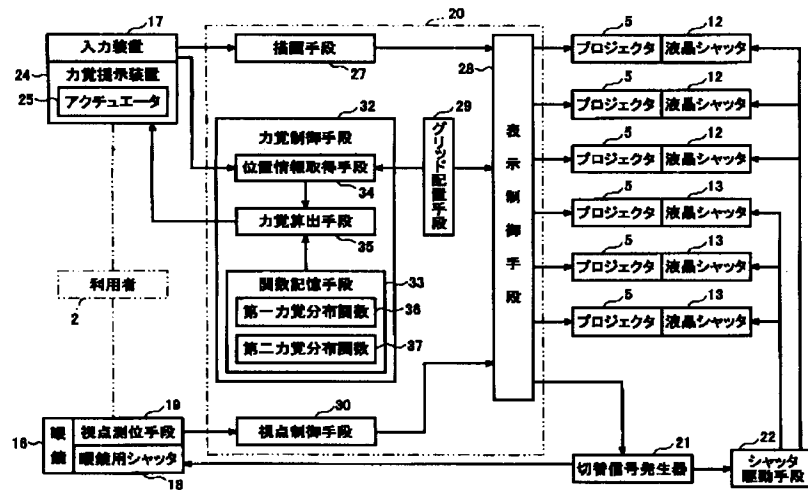 20
17
入力装置
24
力覚提示装置
25
アクチュエータ
描画手段
27
28
表示制御手段
5
12
プロジェクタ
液晶シャッタ
5
12
プロジェクタ
液晶シャッタ
5
12
プロジェクタ
液晶シャッタ
5
13
プロジェクタ
液晶シャッタ
5
13
プロジェクタ
液晶シャッタ
5
13
プロジェクタ
液晶シャッタ
32
力覚制御手段
位置情報取得手段
34
力覚算出手段
35
29
グリッド配置手段
関数記憶手段
33
第一力覚分布関数
36
第二力覚分布関数
37
利用者
2
16
眼鏡
19
視点測位手段
眼鏡用シャッタ
18
30
視点制御手段
21
切替信号発生器
22
シャッタ
駆動手段